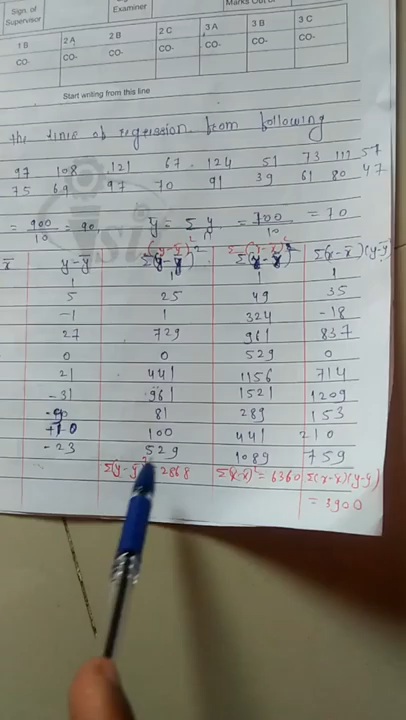 Sign. of Supervisor
Examiner
Marks Out of
1 B 2 A 2 B 2 C 3 A 3 B 3 C
CO- CO- CO- CO- CO- CO- CO-
Start writing from this line
the lines of regression from following
97 108 121 67 124 51 73 111 57
75 69 97 70 91 39 61 80 47
= 900/10 = 90, ȳ = Σy/n = 700/10 = 70
x̄ y-ȳ Σ(y-ȳ)² Σ(x-x̄)² Σ(x-x̄)(y-ȳ)
1 1 1 1
5 25 49 35
-1 1 324 -18
27 729 961 837
0 0 529 0
21 441 1156 714
-31 961 1521 1209
-9 81 289 153
+10 100 441 210
-23 529 1089 759
Σ(y-ȳ)² 2868 Σ(x-x̄)² = 6360 Σ(x-x̄)(y-ȳ)
= 3900